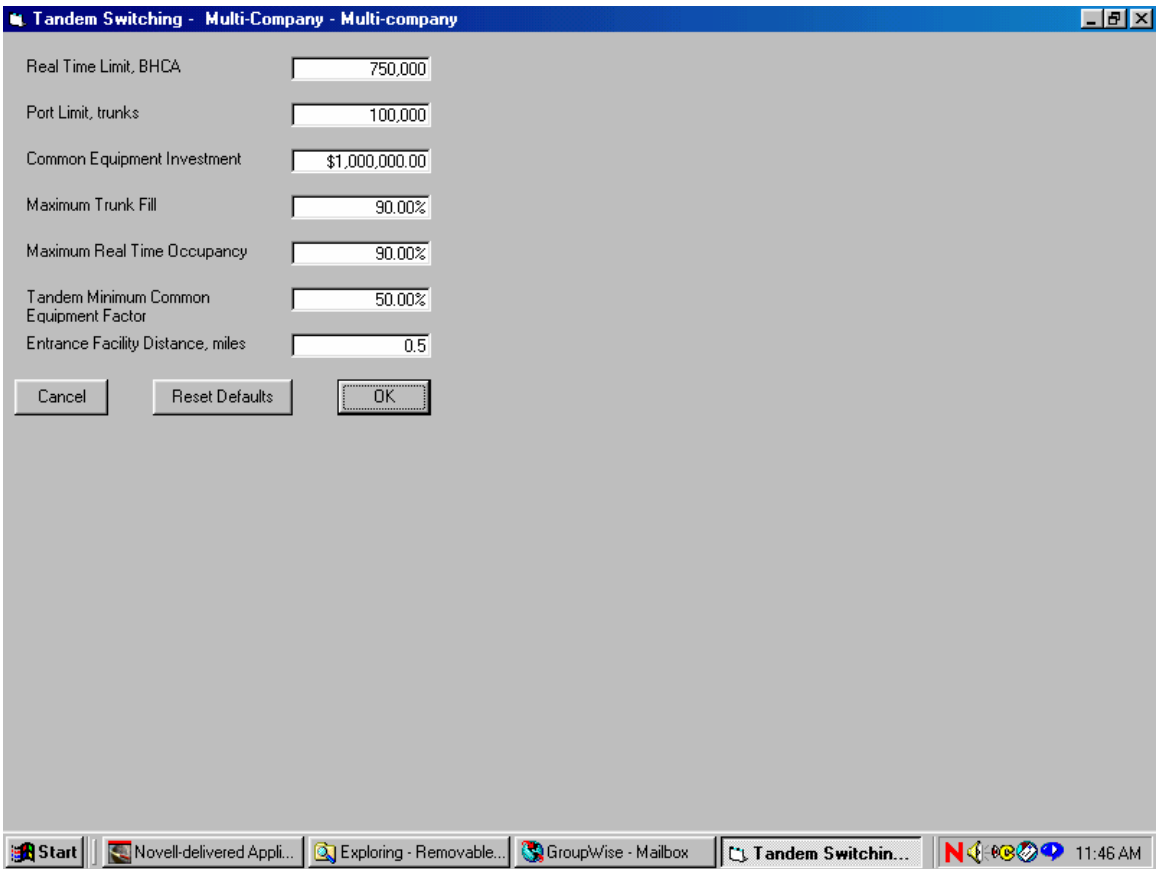 Tandem Switching - Multi-Company - Multi-company
Real Time Limit, BHCA 750,000
Port Limit, trunks 100,000
Common Equipment Investment $1,000,000.00
Maximum Trunk Fill 90.00%
Maximum Real Time Occupancy 90.00%
Tandem Minimum Common 50.00%
Equipment Factor
Entrance Facility Distance, miles 0.5
Cancel Reset Defaults OK
Start Novell-delivered Appli... Exploring - Removable... GroupWise - Mailbox Tandem Switchin... N 11:46 AM